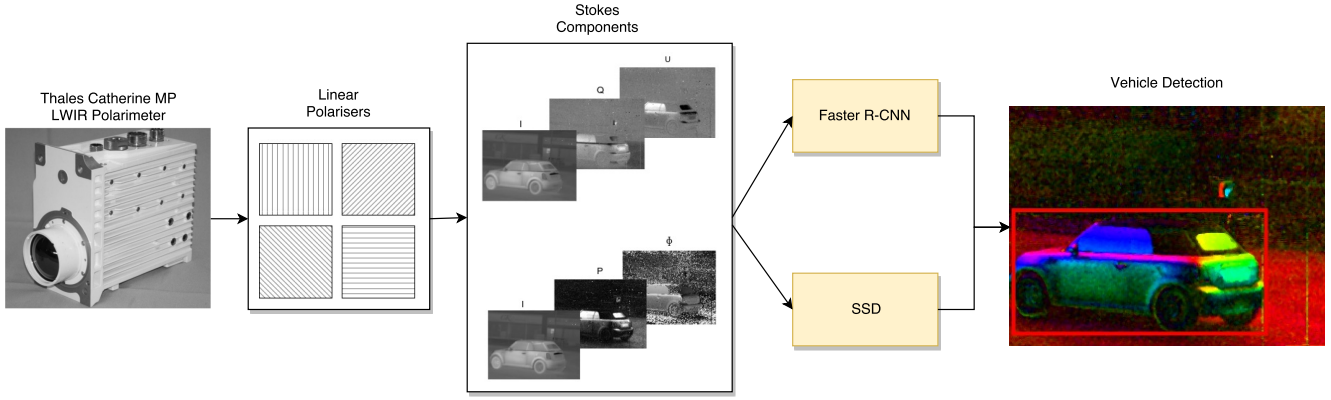 Thales Catherine MP
LWIR Polarimeter
Linear
Polarisers
Stokes
Components
U
Q
I
ϕ
P
I
Faster R-CNN
SSD
Vehicle Detection